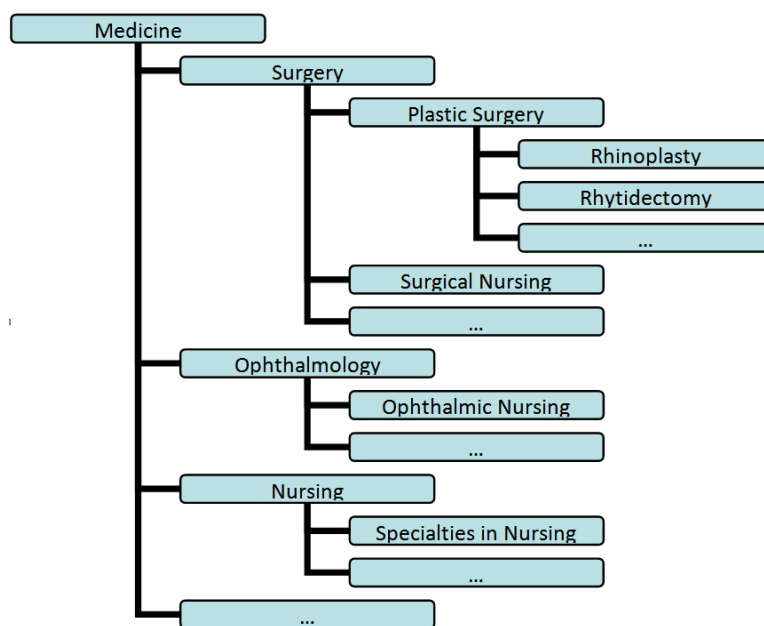 Medicine
Surgery
Plastic Surgery
Rhinoplasty
Rhytidectomy
...
Surgical Nursing
...
Ophthalmology
Ophthalmic Nursing
...
Nursing
Specialties in Nursing
...
...